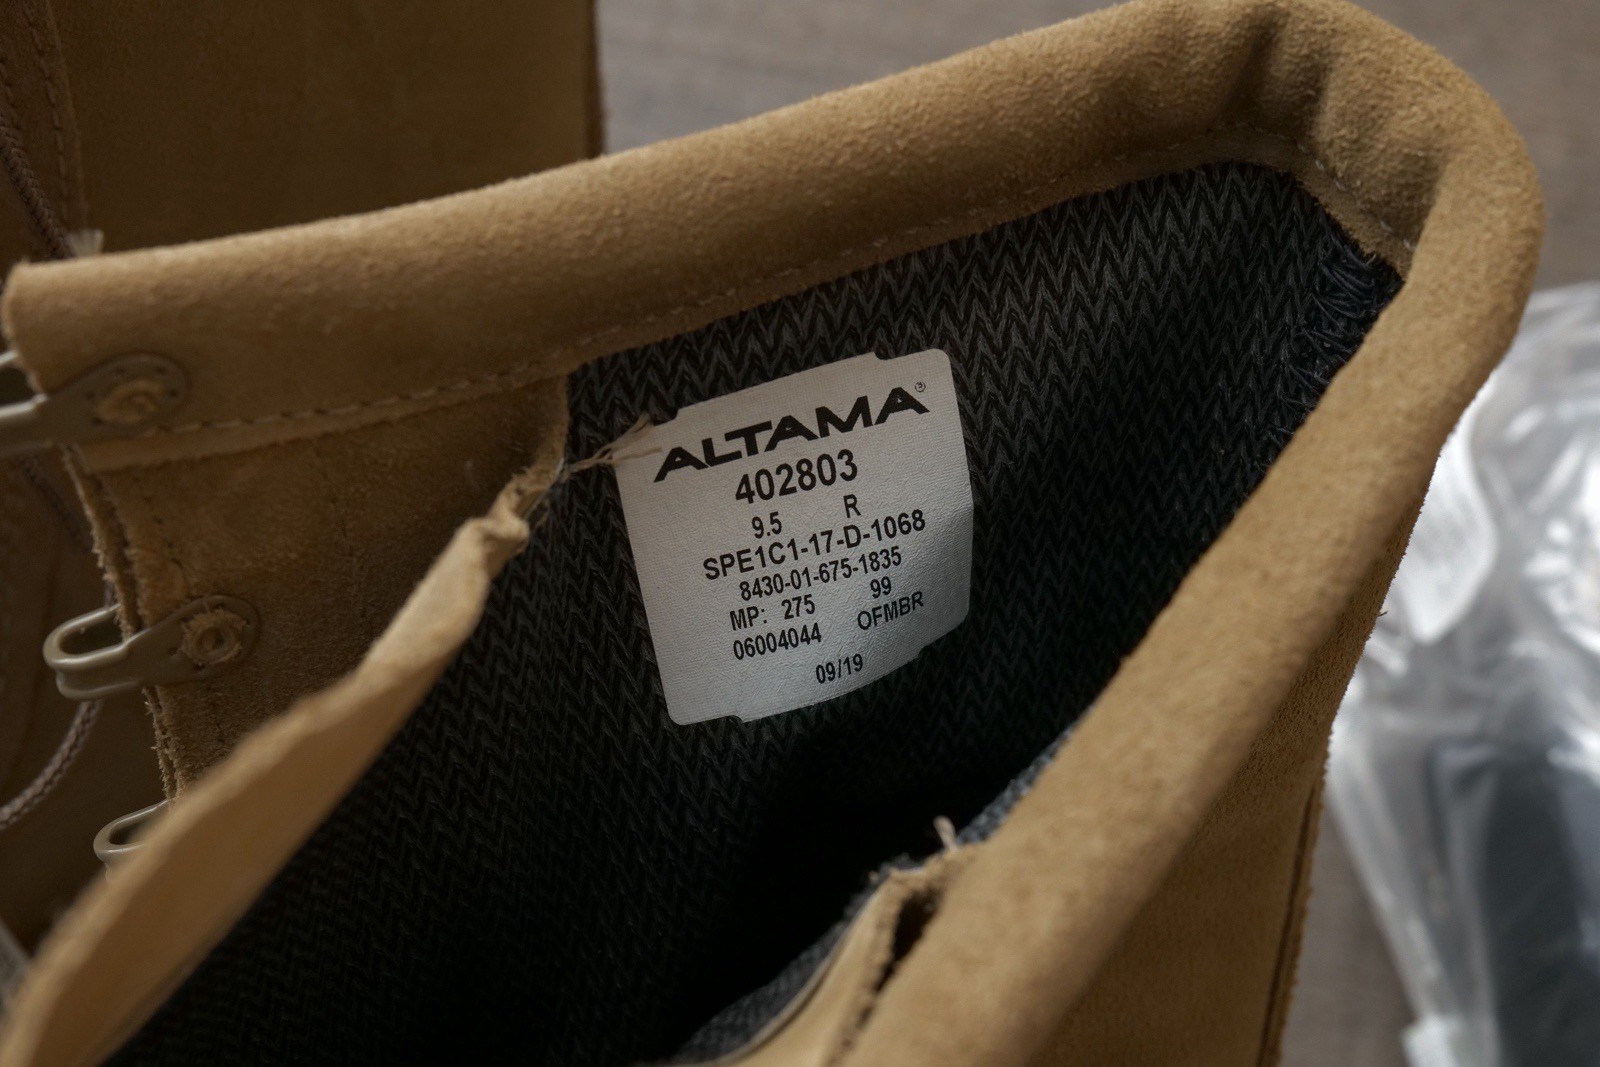 ALTAMA®
402803
9.5 R
SPE1C1-17-D-1068
8430-01-675-1835
MP: 275 99
06004044 OFMBR
09/19